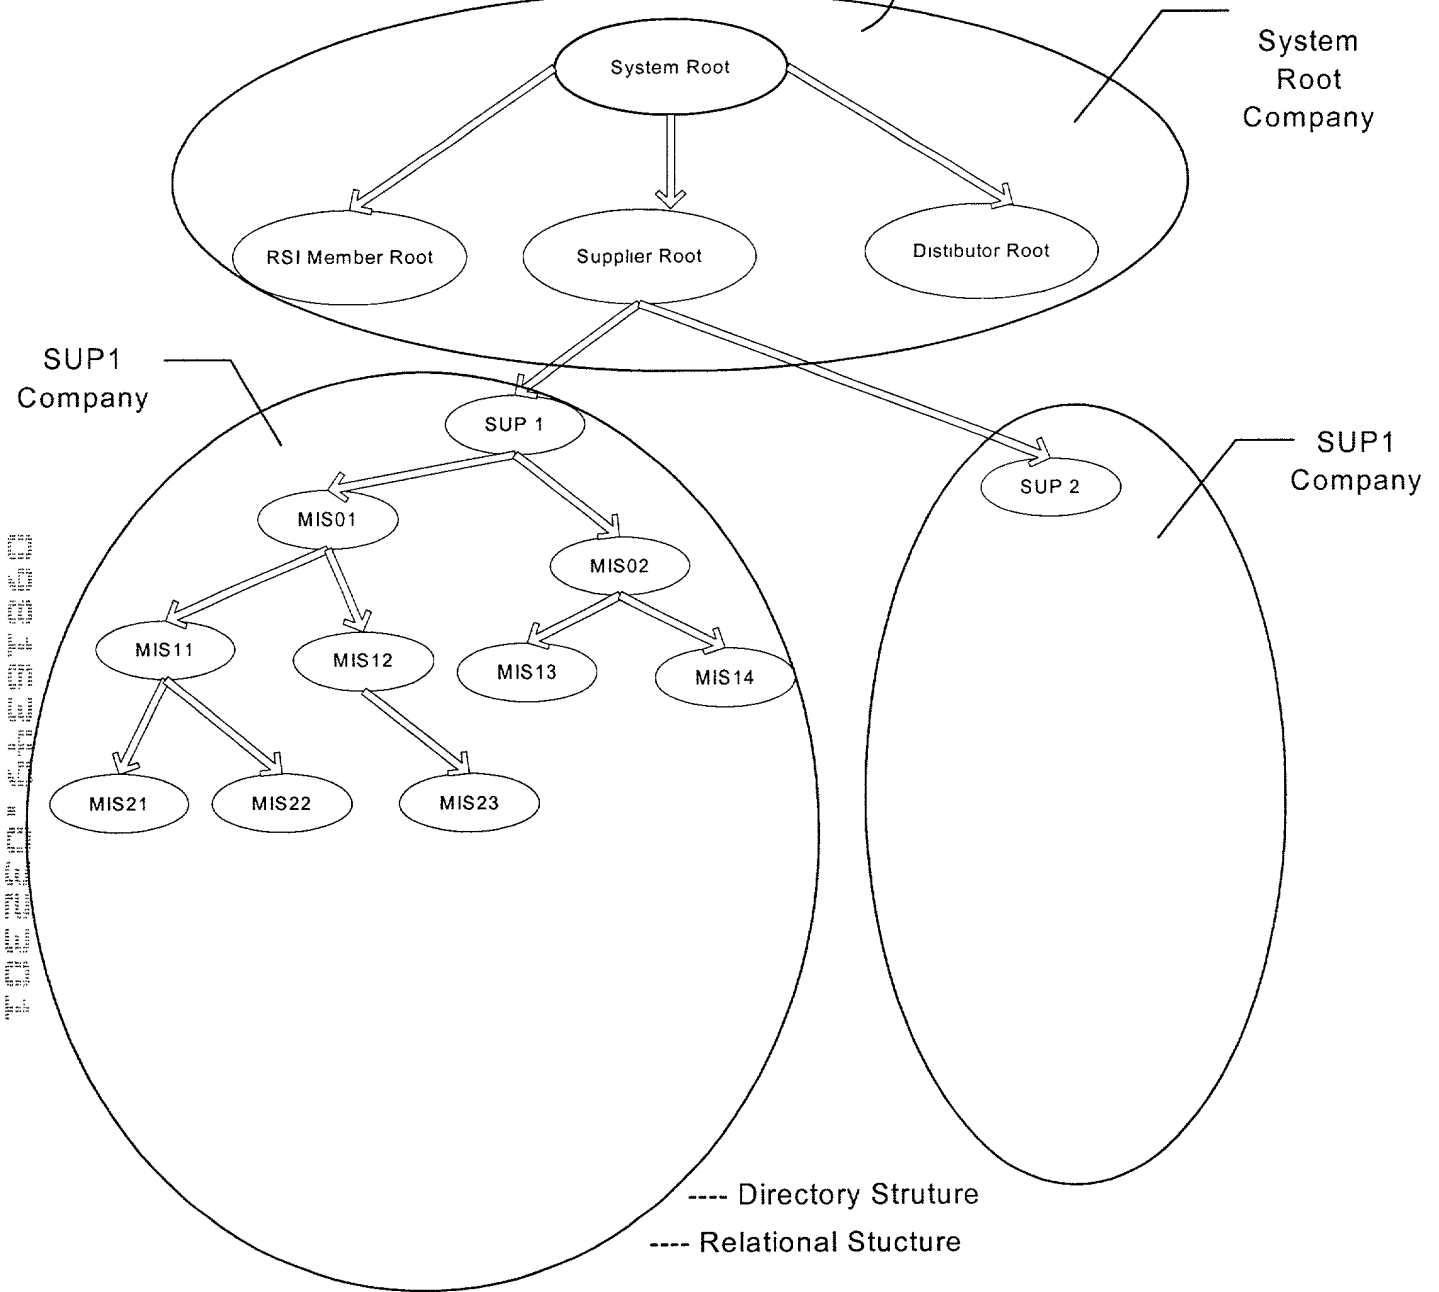 System Root
System
Root
Company
RSI Member Root
Supplier Root
Distibutor Root
SUP1
Company
SUP 1
SUP1
Company
SUP 2
MIS01
MIS02
MIS11
MIS12
MIS13
MIS14
MIS21
MIS22
MIS23
---- Directory Struture
---- Relational Stucture